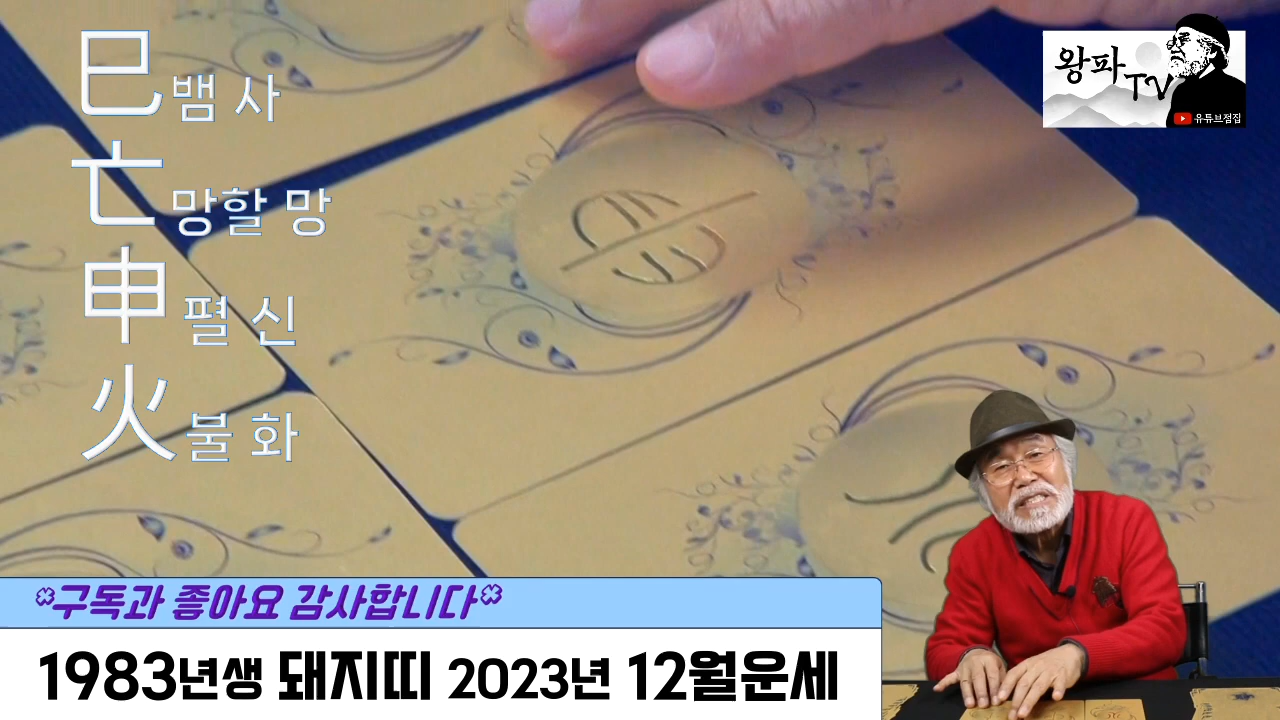 巳 뱀 사
亡 망할 망
申 펼 신
火 불 화
왕파TV
유튜브점집
*구독과 좋아요 감사합니다*
1983년생 돼지띠 2023년 12월운세